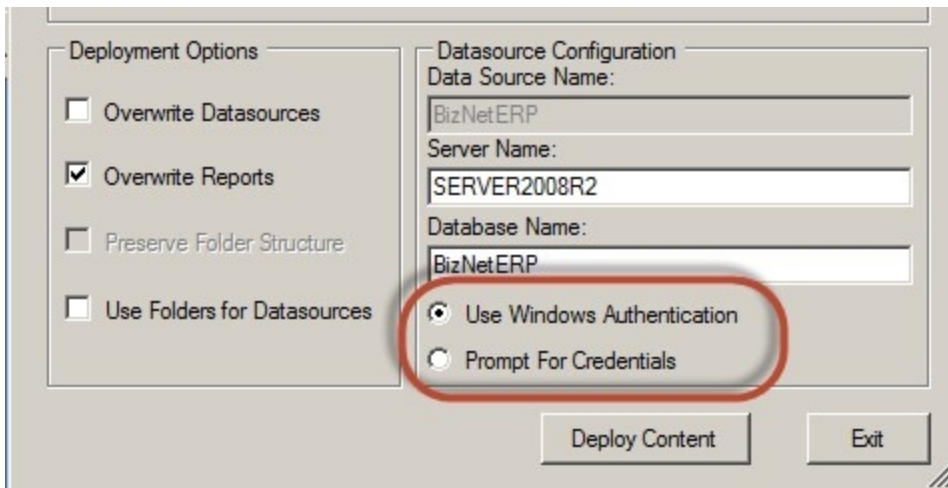 Deployment Options
Overwrite Datasources
Overwrite Reports
Preserve Folder Structure
Use Folders for Datasources
Datasource Configuration
Data Source Name:
BizNetERP
Server Name:
SERVER2008R2
Database Name:
BizNetERP
Use Windows Authentication
Prompt For Credentials
Deploy Content
Exit